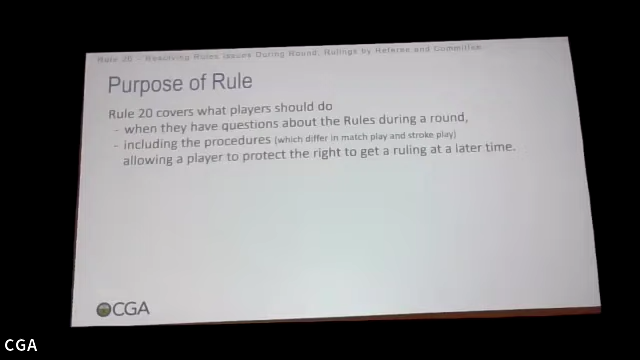 Rule 20 – Resolving Rules Issues During Round; Rulings by Referee and Committee
Purpose of Rule
Rule 20 covers what players should do
- when they have questions about the Rules during a round,
- including the procedures (which differ in match play and stroke play)
allowing a player to protect the right to get a ruling at a later time.
CGA
CGA